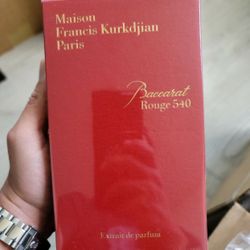 Maison
Francis Kurkdjian
Paris
Baccarat
Rouge 540
Extrait de parfum